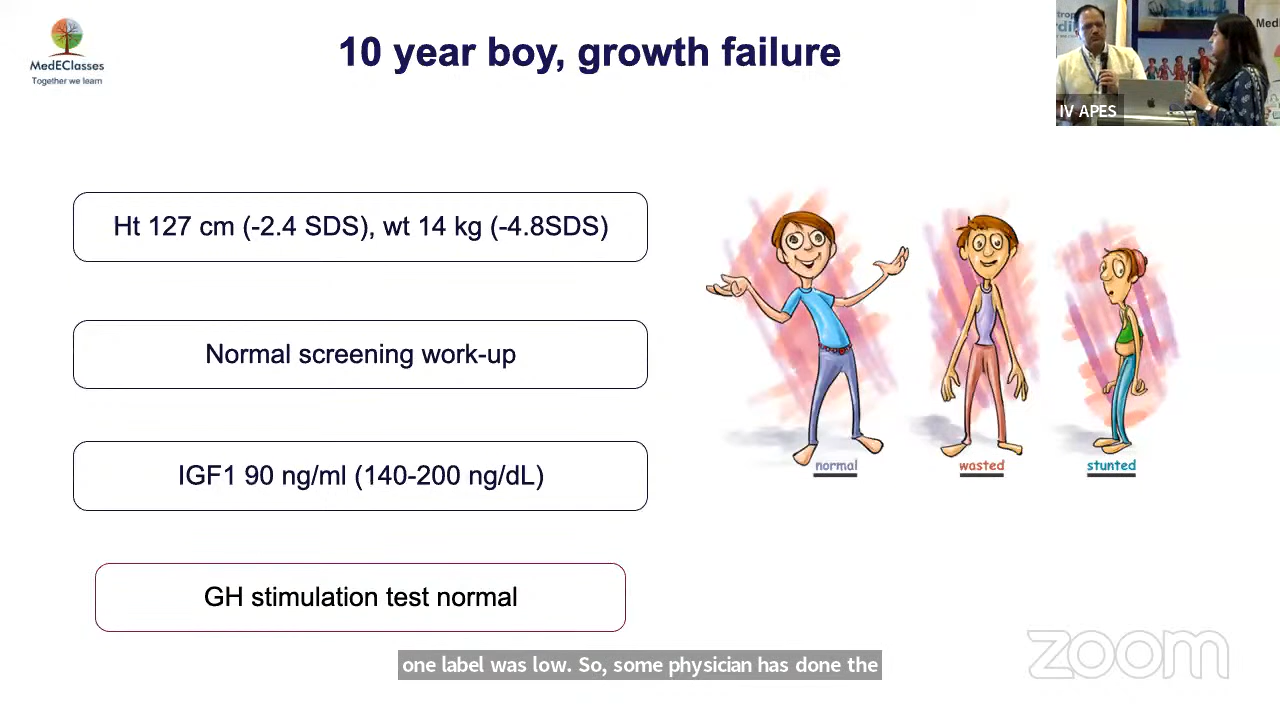 MedEClasses
Together we learn
10 year boy, growth failure
IV APES
Ht 127 cm (-2.4 SDS), wt 14 kg (-4.8SDS)
Normal screening work-up
IGF1 90 ng/ml (140-200 ng/dL)
GH stimulation test normal
normal
wasted
stunted
one label was low. So, some physician has done the
zoom